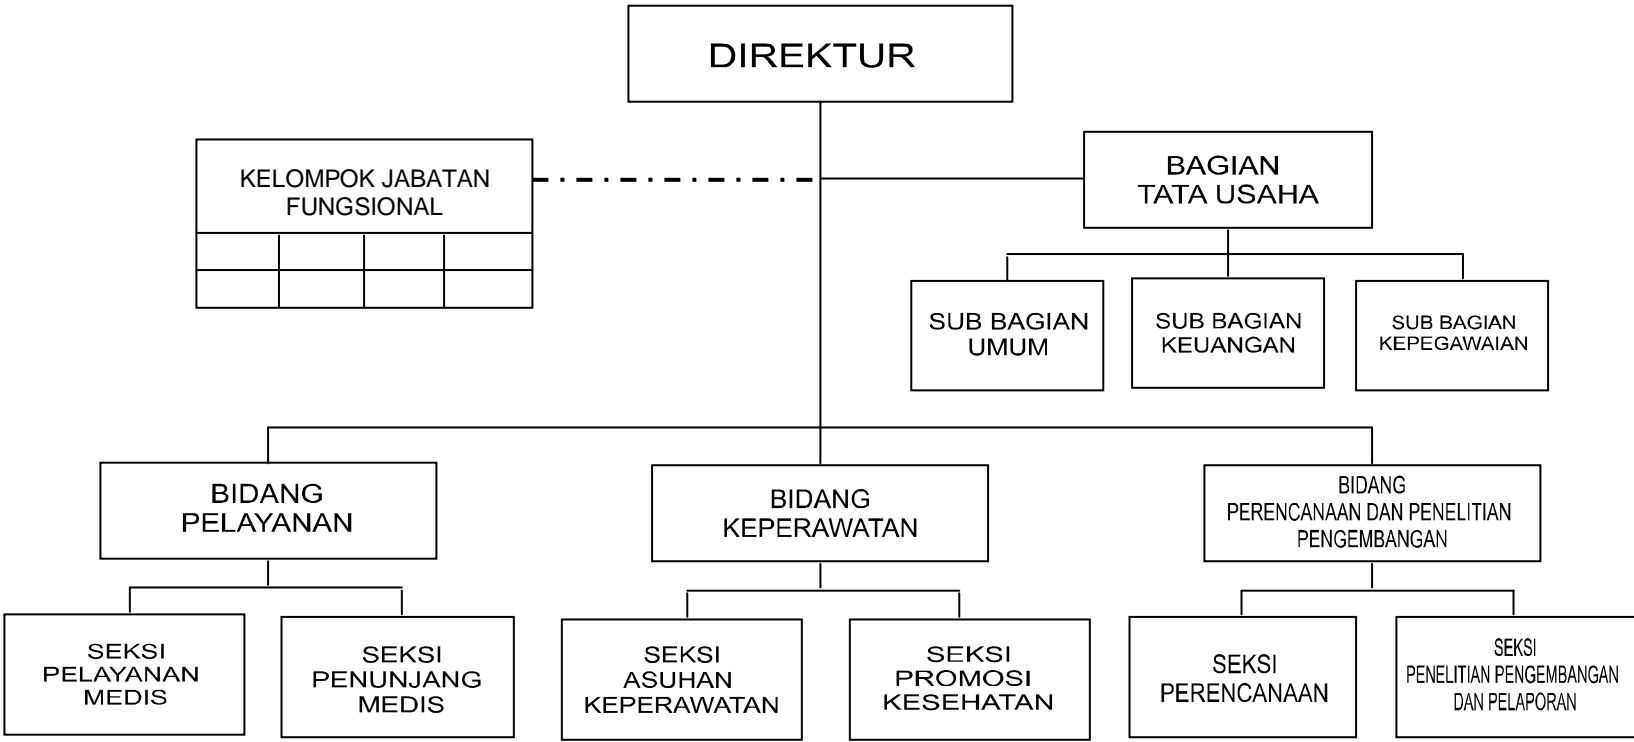 DIREKTUR
KELOMPOK JABATAN
FUNGSIONAL
BAGIAN
TATA USAHA
SUB BAGIAN
UMUM
SUB BAGIAN
KEUANGAN
SUB BAGIAN
KEPEGAWAIAN
BIDANG
PELAYANAN
BIDANG
KEPERAWATAN
BIDANG
PERENCANAAN DAN PENELITIAN
PENGEMBANGAN
SEKSI
PELAYANAN
MEDIS
SEKSI
PENUNJANG
MEDIS
SEKSI
ASUHAN
KEPERAWATAN
SEKSI
PROMOSI
KESEHATAN
SEKSI
PERENCANAAN
SEKSI
PENELITIAN PENGEMBANGAN
DAN PELAPORAN